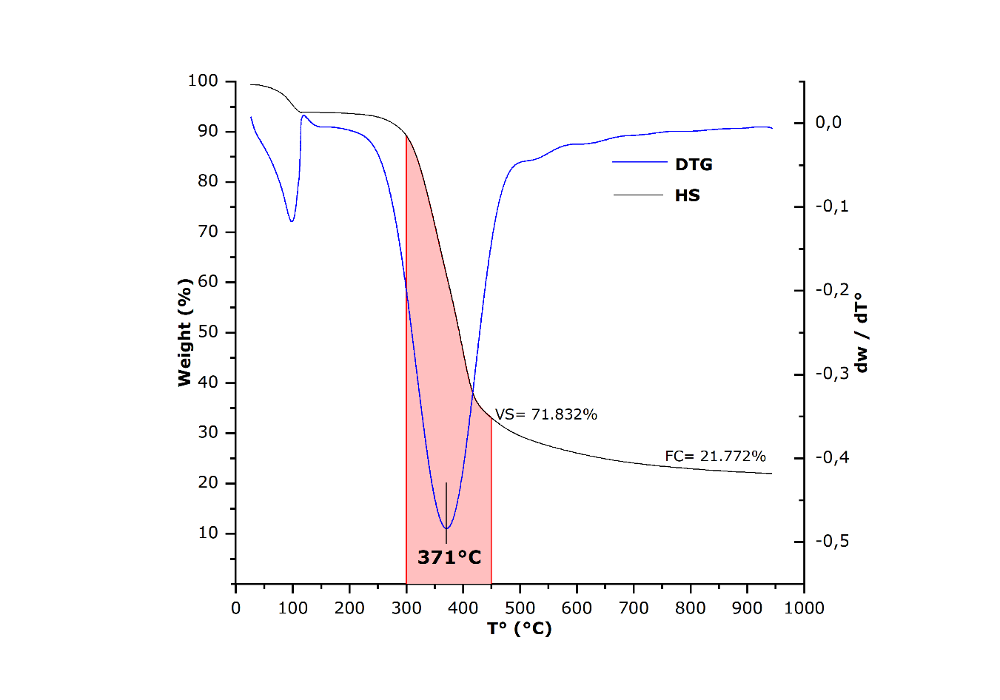 100
90
80
70
60
50
40
30
20
10
Weight (%)
0,0
-0,1
-0,2
-0,3
-0,4
-0,5
dw / dT°
DTG
HS
VS= 71.832%
FC= 21.772%
371°C
0 100 200 300 400 500 600 700 800 900 1000
T° (°C)